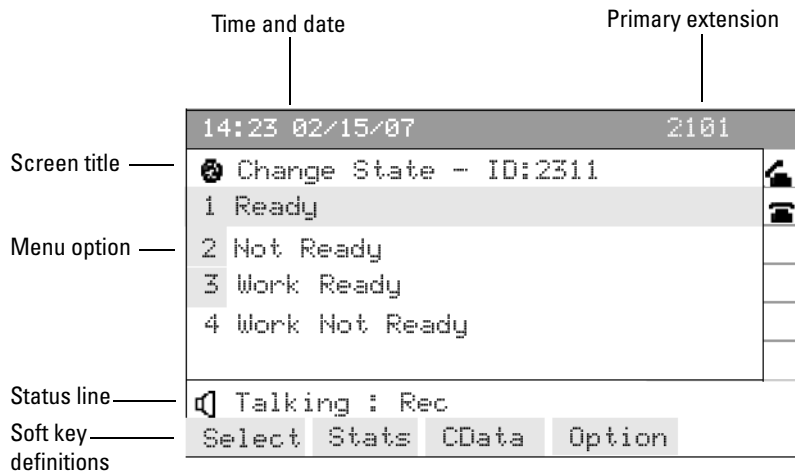 Time and date
Primary extension
14:23 02/15/07 2101
Screen title
Change State - ID:2311
1 Ready
Menu option
2 Not Ready
3 Work Ready
4 Work Not Ready
Status line
Talking : Rec
Soft key definitions
Select Stats CData Option